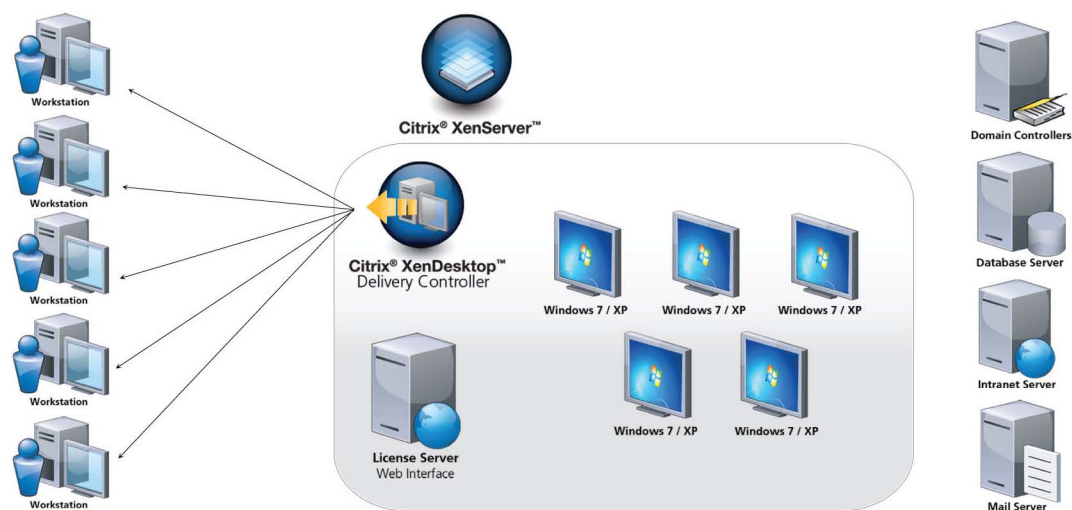 Workstation
Workstation
Workstation
Workstation
Workstation
Citrix® XenServer™
Citrix® XenDesktop™
Delivery Controller
License Server
Web Interface
Windows 7 / XP
Windows 7 / XP
Windows 7 / XP
Windows 7 / XP
Windows 7 / XP
Domain Controllers
Database Server
Intranet Server
Mail Server